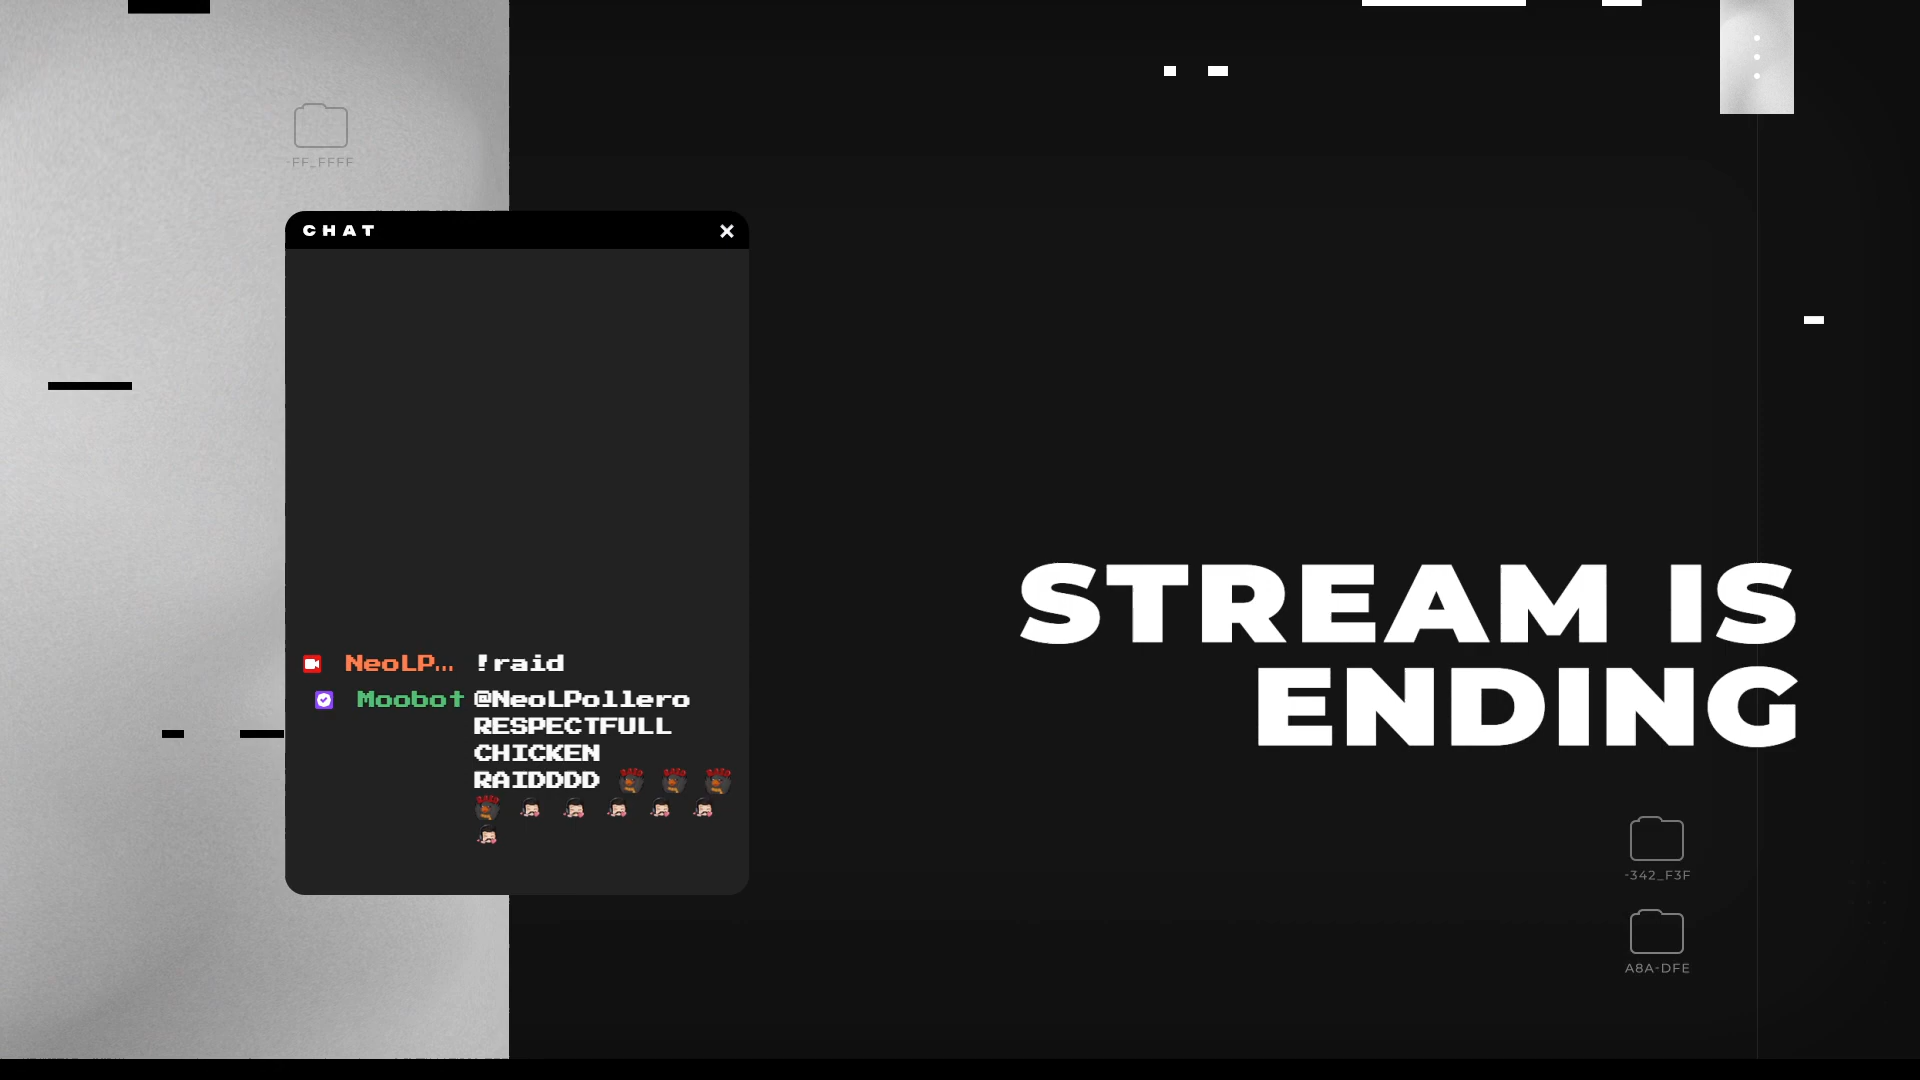 -FF_FFFF
CHAT
NeoLP... !raid
Moobot @NeoLPollero
RESPECTFULL
CHICKEN
RAIDDDD
STREAM IS
ENDING
-342_F3F
A8A-DFE